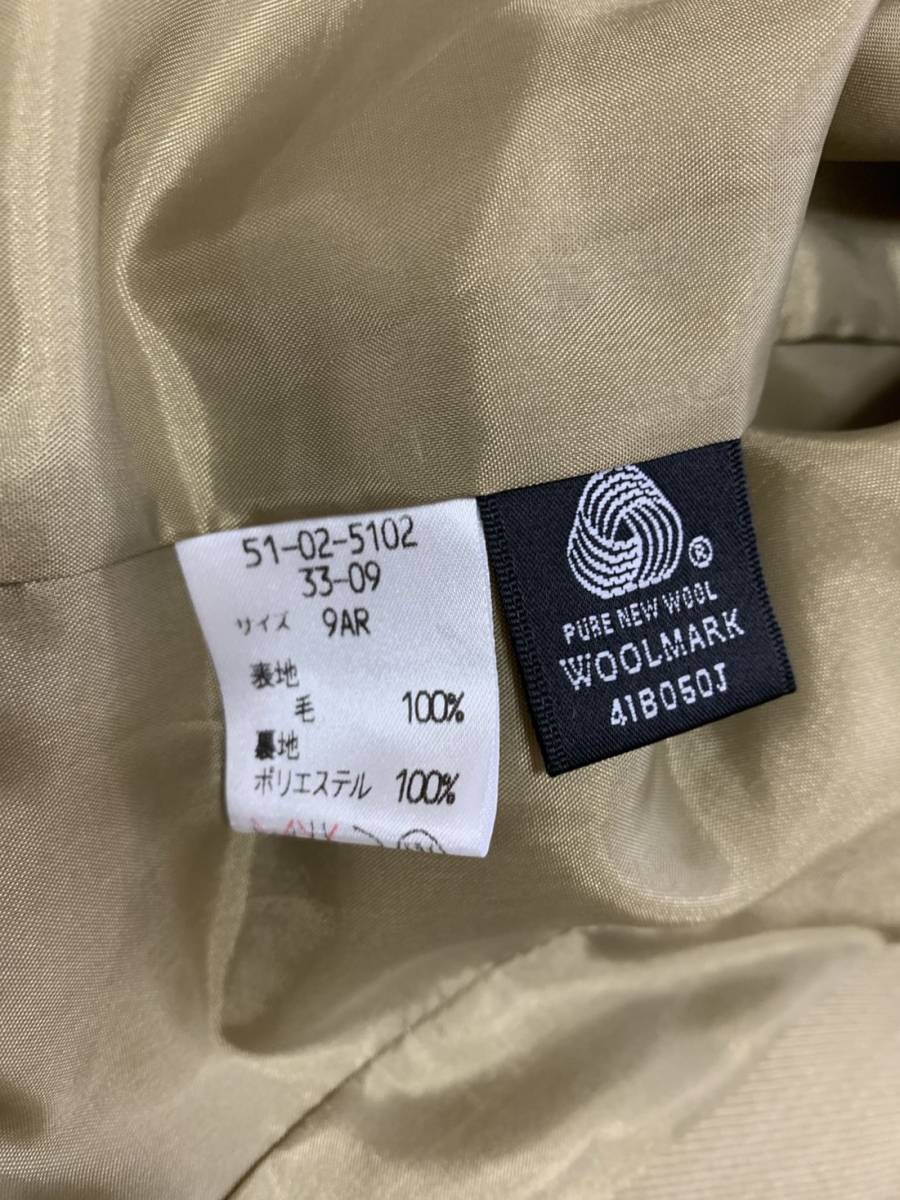 51-02-5102
33-09
サイズ 9AR
表地
毛 100%
裏地
ポリエステル 100%
®
PURE NEW WOOL
WOOLMARK
41B050J